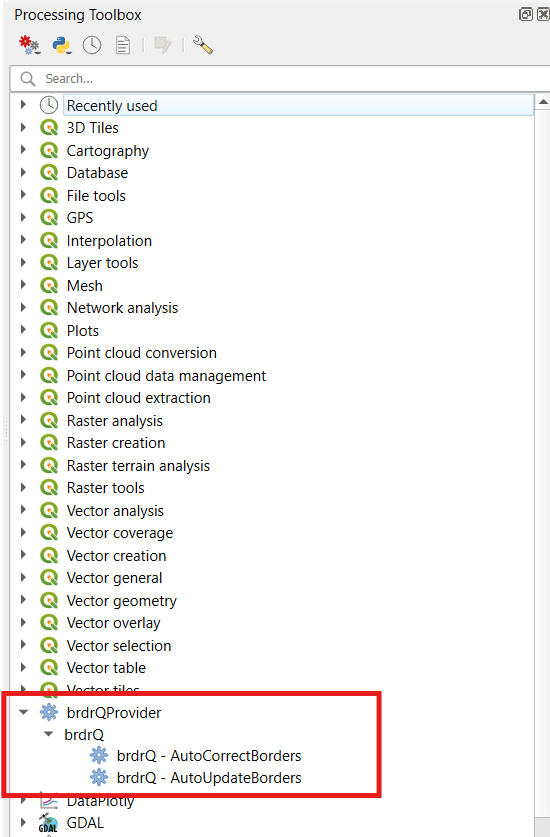 Processing Toolbox
Search...
Recently used
3D Tiles
Cartography
Database
File tools
GPS
Interpolation
Layer tools
Mesh
Network analysis
Plots
Point cloud conversion
Point cloud data management
Point cloud extraction
Raster analysis
Raster creation
Raster terrain analysis
Raster tools
Vector analysis
Vector coverage
Vector creation
Vector general
Vector geometry
Vector overlay
Vector selection
Vector table
Vector tiles
brdrQProvider
brdrQ
brdrQ - AutoCorrectBorders
brdrQ - AutoUpdateBorders
DataPlotly
GDAL